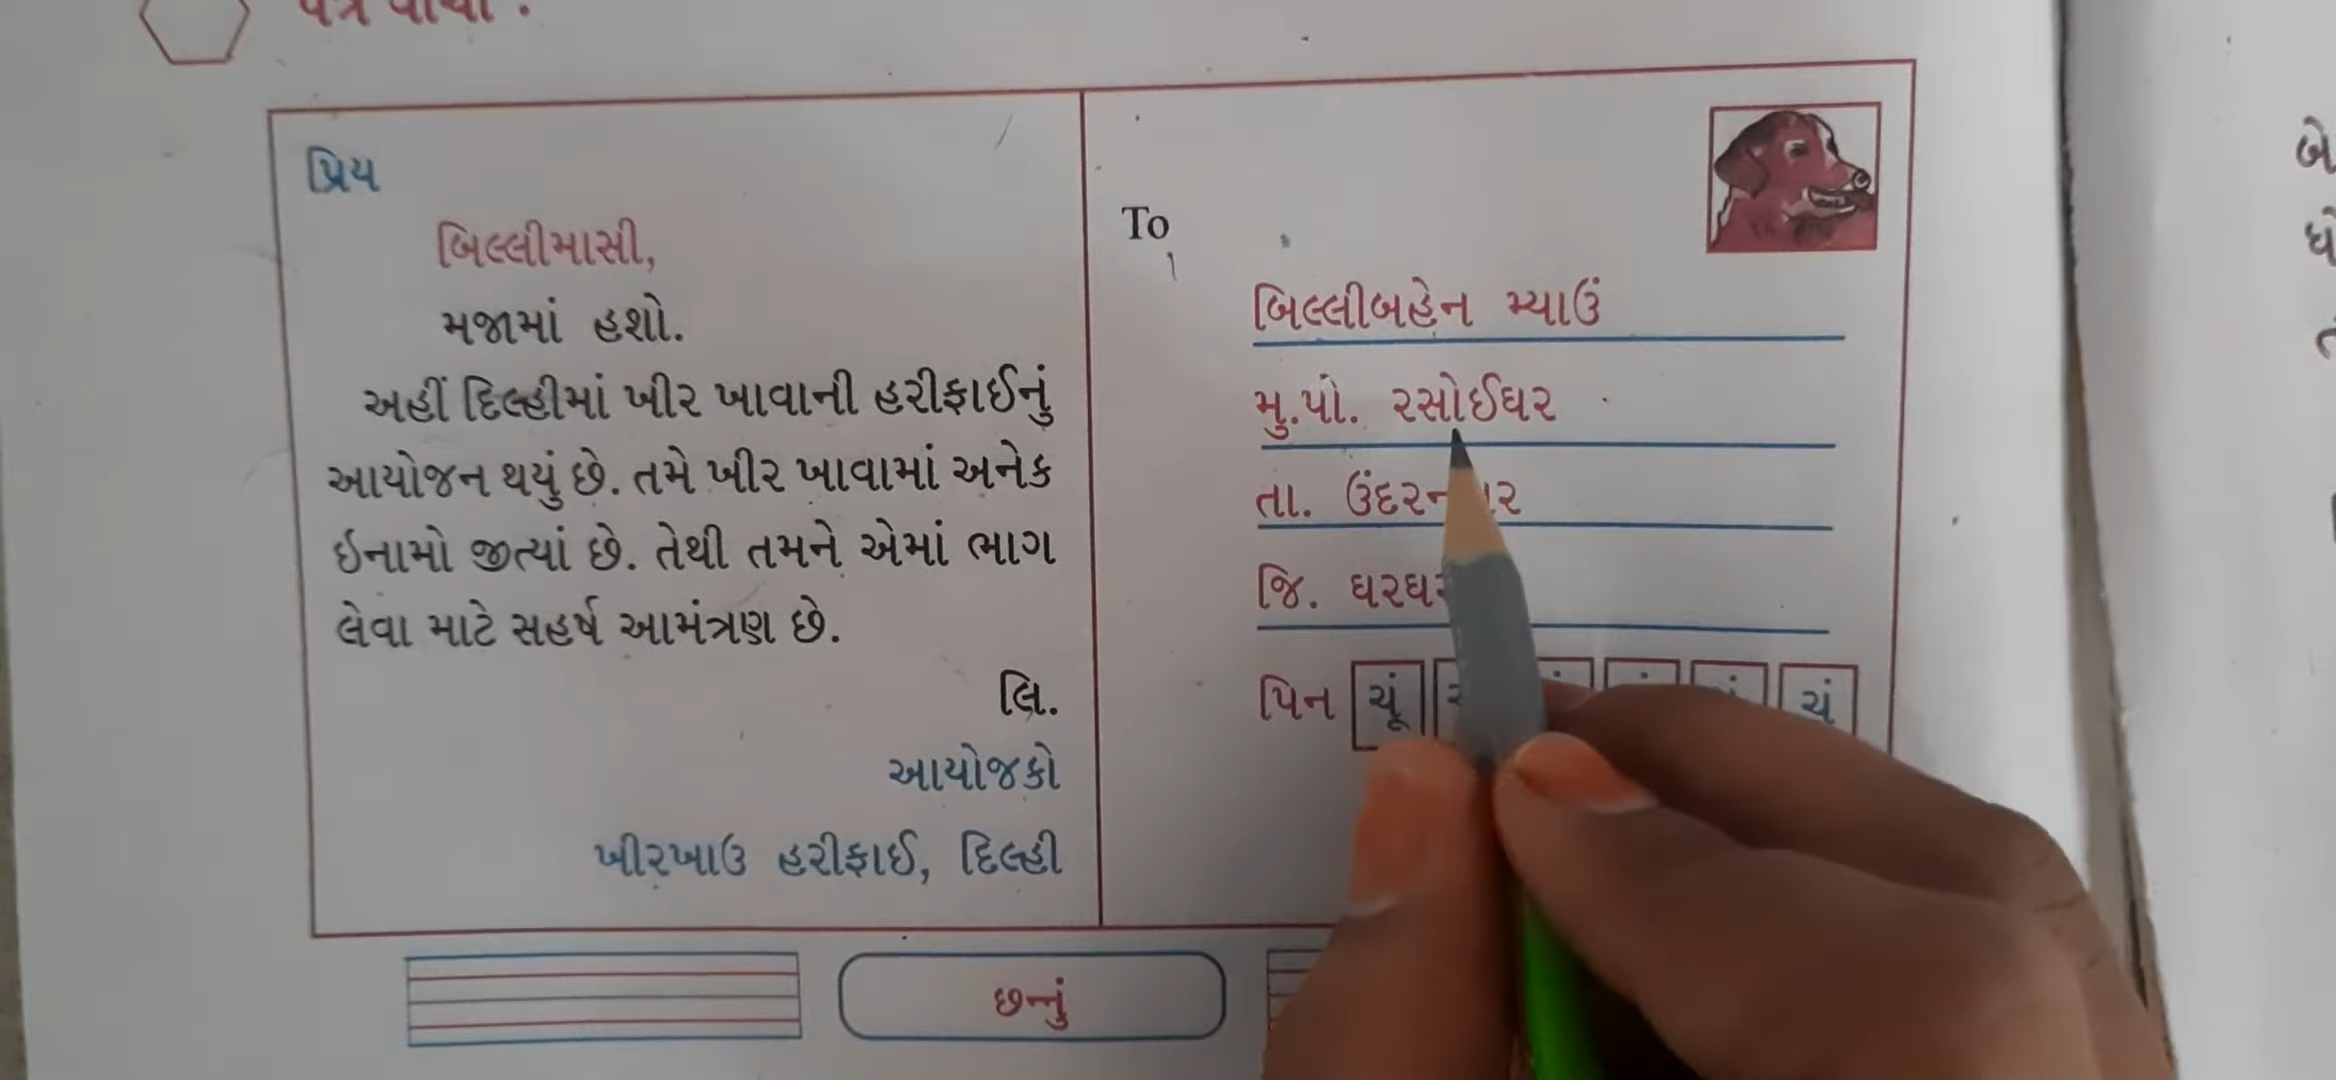 પ્રિય
બિલ્લીમાસી,
મજામાં હશો.
અહીં દિલ્હીમાં ખીર ખાવાની હરીફાઈનું
આયોજન થયું છે. તમે ખીર ખાવામાં અનેક
ઇનામો જીત્યાં છે. તેથી તમને એમાં ભાગ
લેવા માટે સહર્ષ આમંત્રણ છે.
લિ.
આયોજકો
ખીરખાઉ હરીફાઈ, દિલ્હી
To
બિલ્લીબહેન મ્યાઉં
મુ.પો. રસોઈઘર
તા.
જિ.
પિન ચૂં ચં
છન્નું